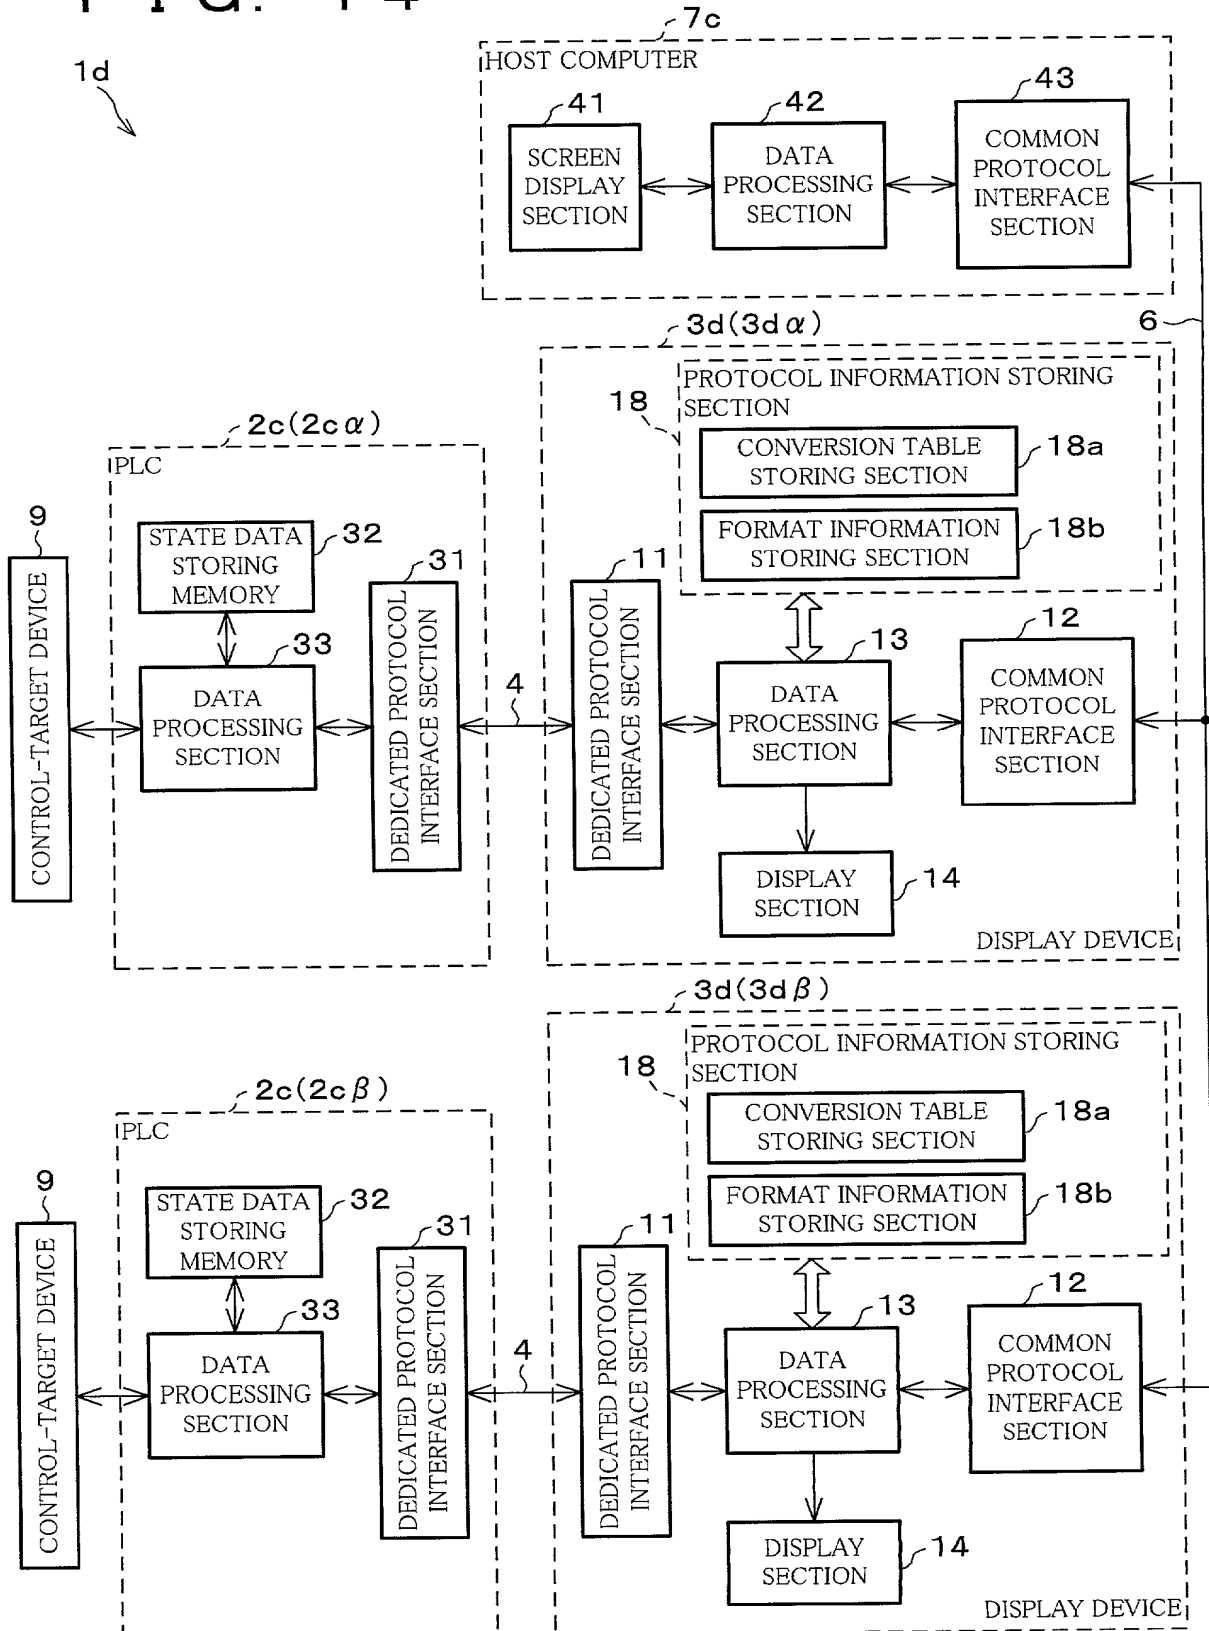 FIG. 14
1d
7c
HOST COMPUTER
41
42
43
SCREEN
DISPLAY
SECTION
DATA
PROCESSING
SECTION
COMMON
PROTOCOL
INTERFACE
SECTION
6
3d(3dα)
PROTOCOL INFORMATION STORING
SECTION
18
CONVERSION TABLE
STORING SECTION
18a
FORMAT INFORMATION
STORING SECTION
18b
2c(2cα)
PLC
9
CONTROL-TARGET DEVICE
STATE DATA
STORING
MEMORY
32
33
DATA
PROCESSING
SECTION
31
DEDICATED PROTOCOL
INTERFACE SECTION
4
11
DEDICATED PROTOCOL
INTERFACE SECTION
13
DATA
PROCESSING
SECTION
12
COMMON
PROTOCOL
INTERFACE
SECTION
DISPLAY
SECTION
14
DISPLAY DEVICE
3d(3dβ)
PROTOCOL INFORMATION STORING
SECTION
18
CONVERSION TABLE
STORING SECTION
18a
FORMAT INFORMATION
STORING SECTION
18b
2c(2cβ)
PLC
9
CONTROL-TARGET DEVICE
STATE DATA
STORING
MEMORY
32
33
DATA
PROCESSING
SECTION
31
DEDICATED PROTOCOL
INTERFACE SECTION
4
11
DEDICATED PROTOCOL
INTERFACE SECTION
13
DATA
PROCESSING
SECTION
12
COMMON
PROTOCOL
INTERFACE
SECTION
DISPLAY
SECTION
14
DISPLAY DEVICE